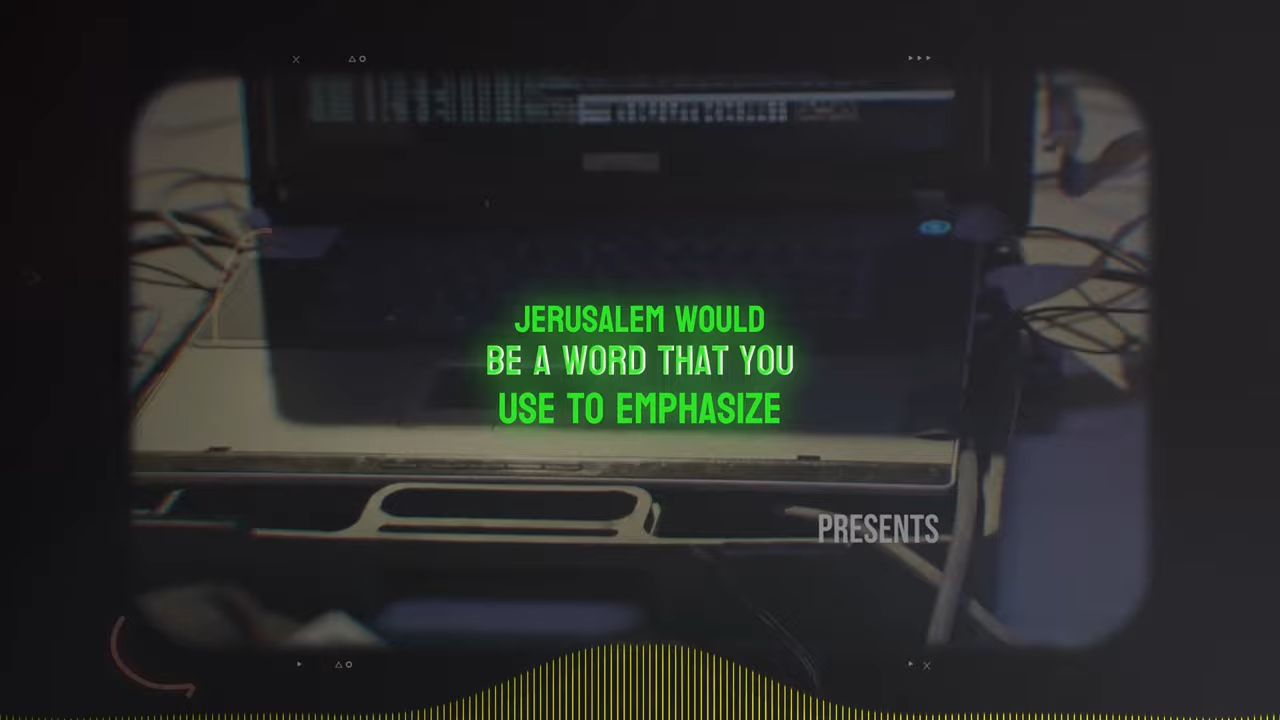 JERUSALEM WOULD
BE A WORD THAT YOU
USE TO EMPHASIZE
PRESENTS